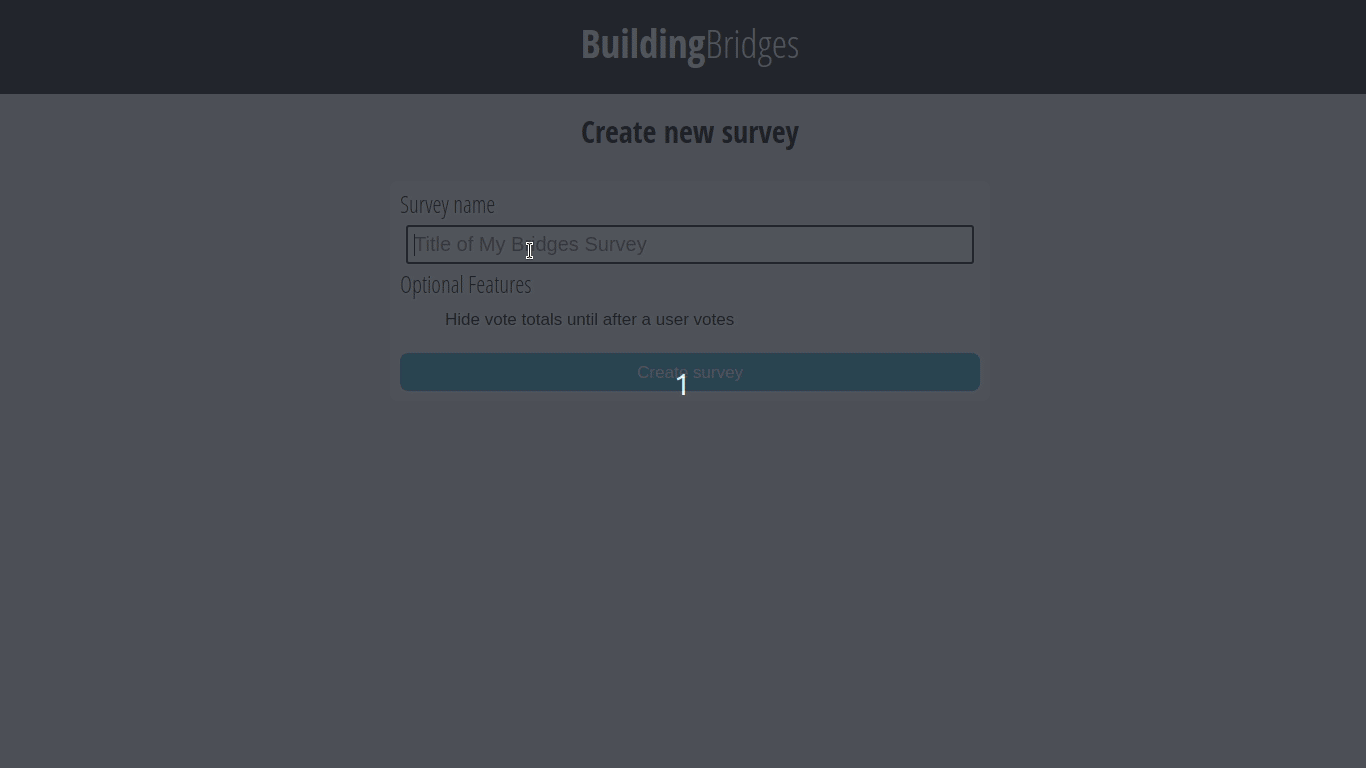 BuildingBridges
Create new survey
Survey name
Title of My Bridges Survey
Optional Features
Hide vote totals until after a user votes
Create survey
1